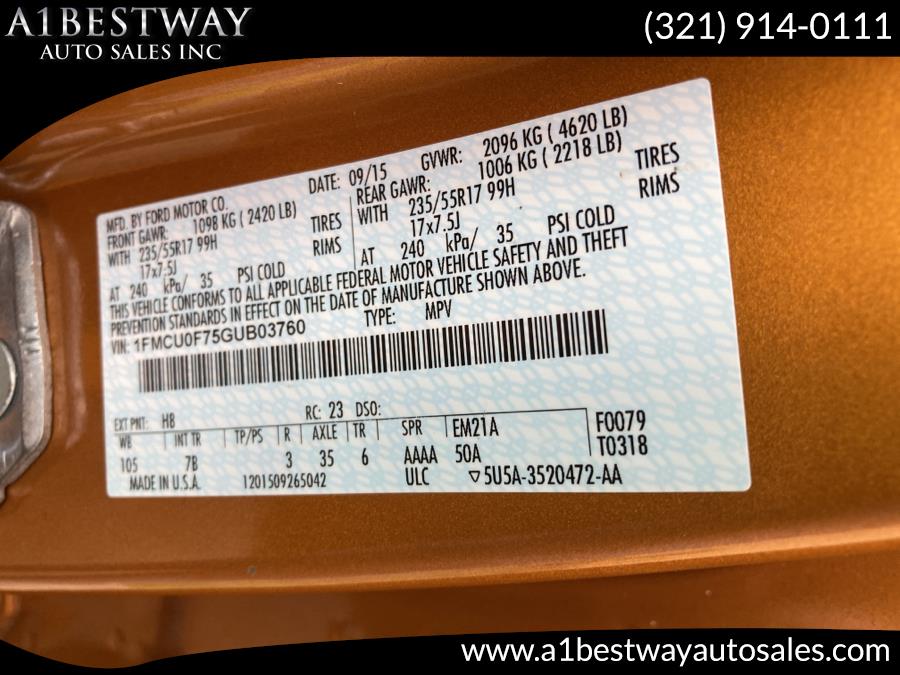 A1BESTWAY
AUTO SALES INC
(321) 914-0111
MFD. BY FORD MOTOR CO.
DATE: 09/15
GVWR: 2096 KG ( 4620 LB)
FRONT GAWR: 1098 KG ( 2420 LB)
REAR GAWR: 1006 KG ( 2218 LB)
WITH 235/55R17 99H TIRES
WITH 235/55R17 99H TIRES
17x7.5J RIMS
17x7.5J RIMS
AT 240 kPa/ 35 PSI COLD
AT 240 kPa/ 35 PSI COLD
THIS VEHICLE CONFORMS TO ALL APPLICABLE FEDERAL MOTOR VEHICLE SAFETY AND THEFT
PREVENTION STANDARDS IN EFFECT ON THE DATE OF MANUFACTURE SHOWN ABOVE.
VIN: 1FMCU0F75GUB03760
TYPE: MPV
EXT PNT: H8 RC: 23 DSO:
WB INT TR TP/PS R AXLE TR SPR EM21A F0079
105 7B 3 35 6 AAAA 50A T0318
MADE IN U.S.A. 1201509265042 ULC ▽5U5A-3520472-AA
www.a1bestwayautosales.com